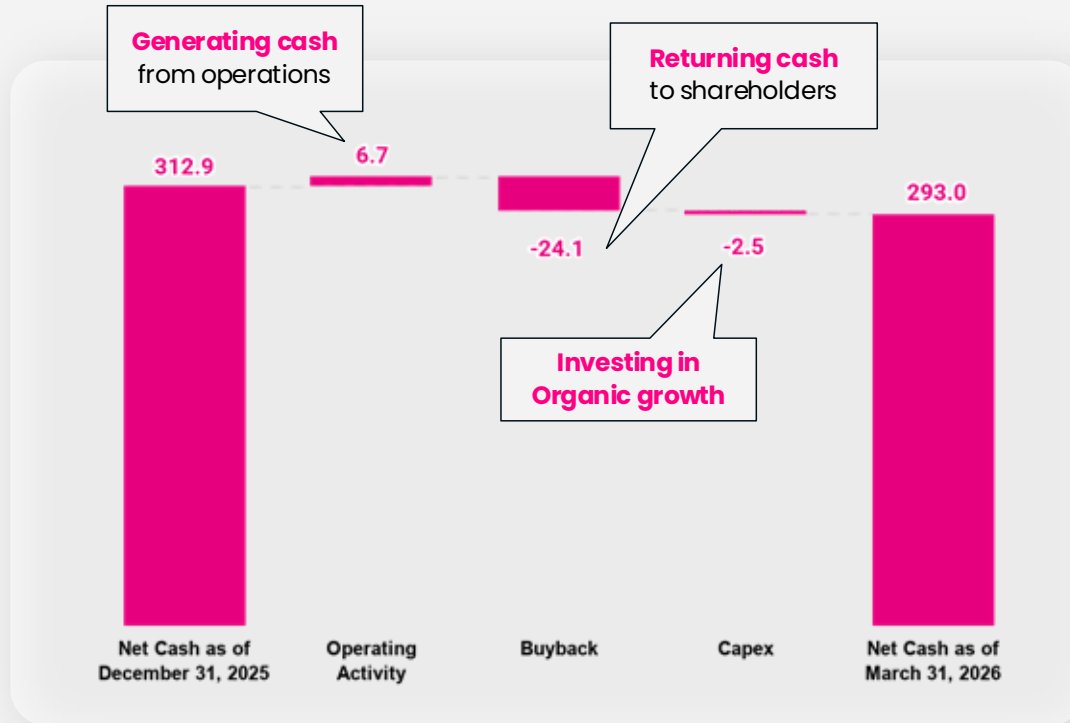 Generating cash
from operations
Returning cash
to shareholders
312.9
6.7
293.0
-24.1
-2.5
Investing in
Organic growth
Net Cash as of
December 31, 2025
Operating
Activity
Buyback
Capex
Net Cash as of
March 31, 2026